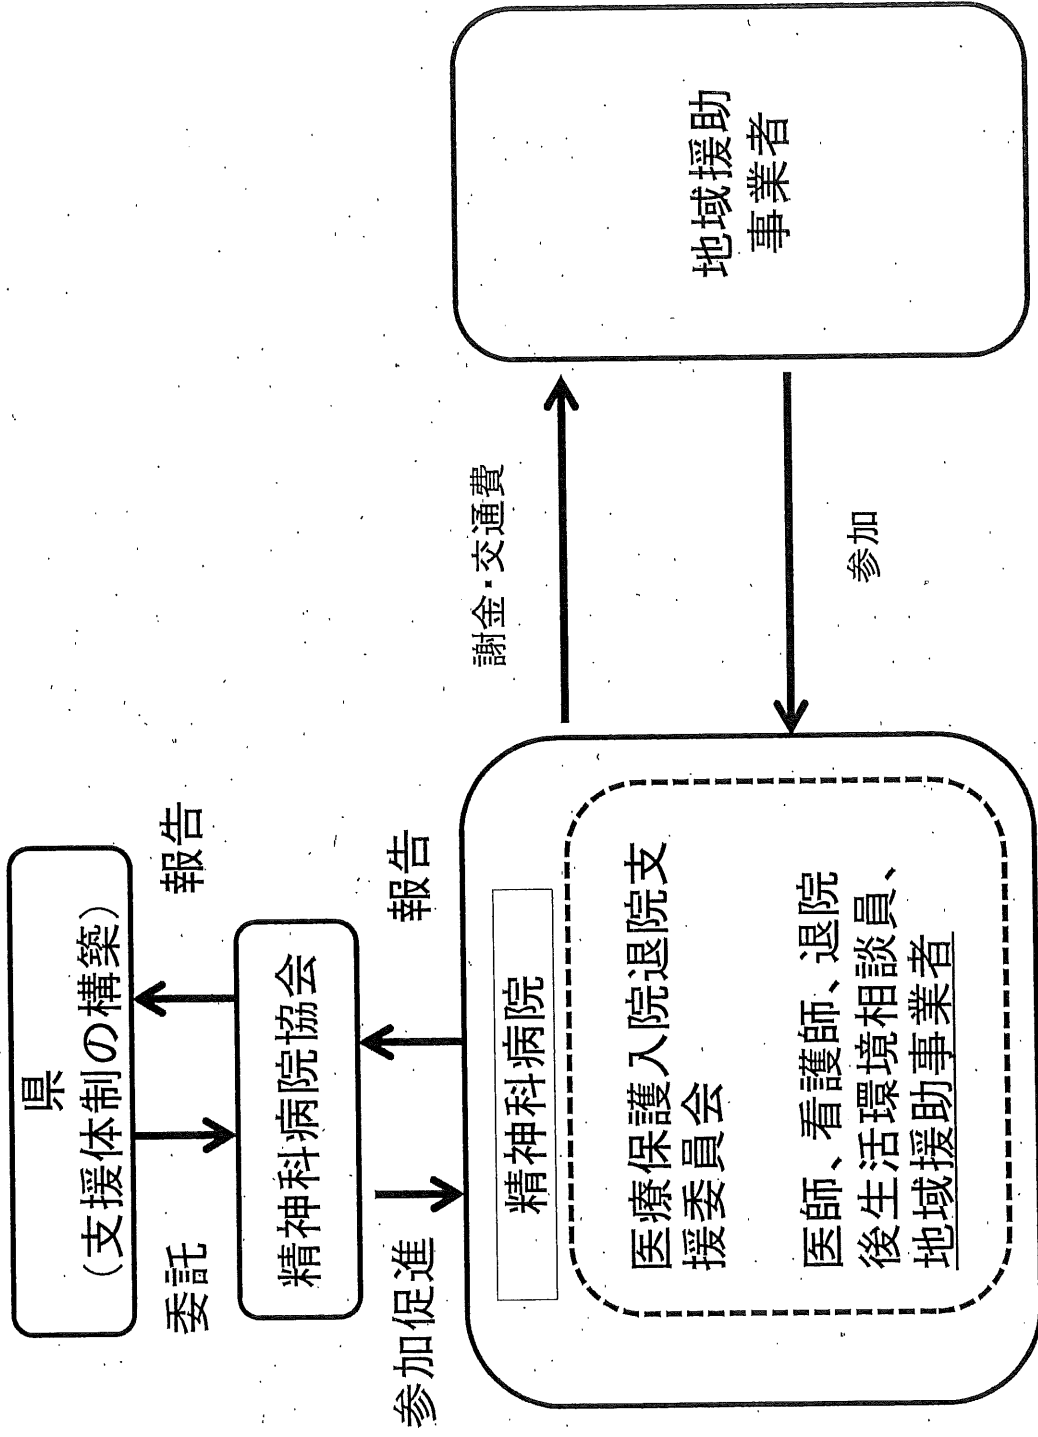 県
（支援体制の構築）
委託
報告
精神科病院協会
参加促進
報告
精神科病院
医療保護入院退院支
援委員会
医師、看護師、退院
後生活環境相談員、
地域援助事業者
謝金・交通費
参加
地域援助
事業者